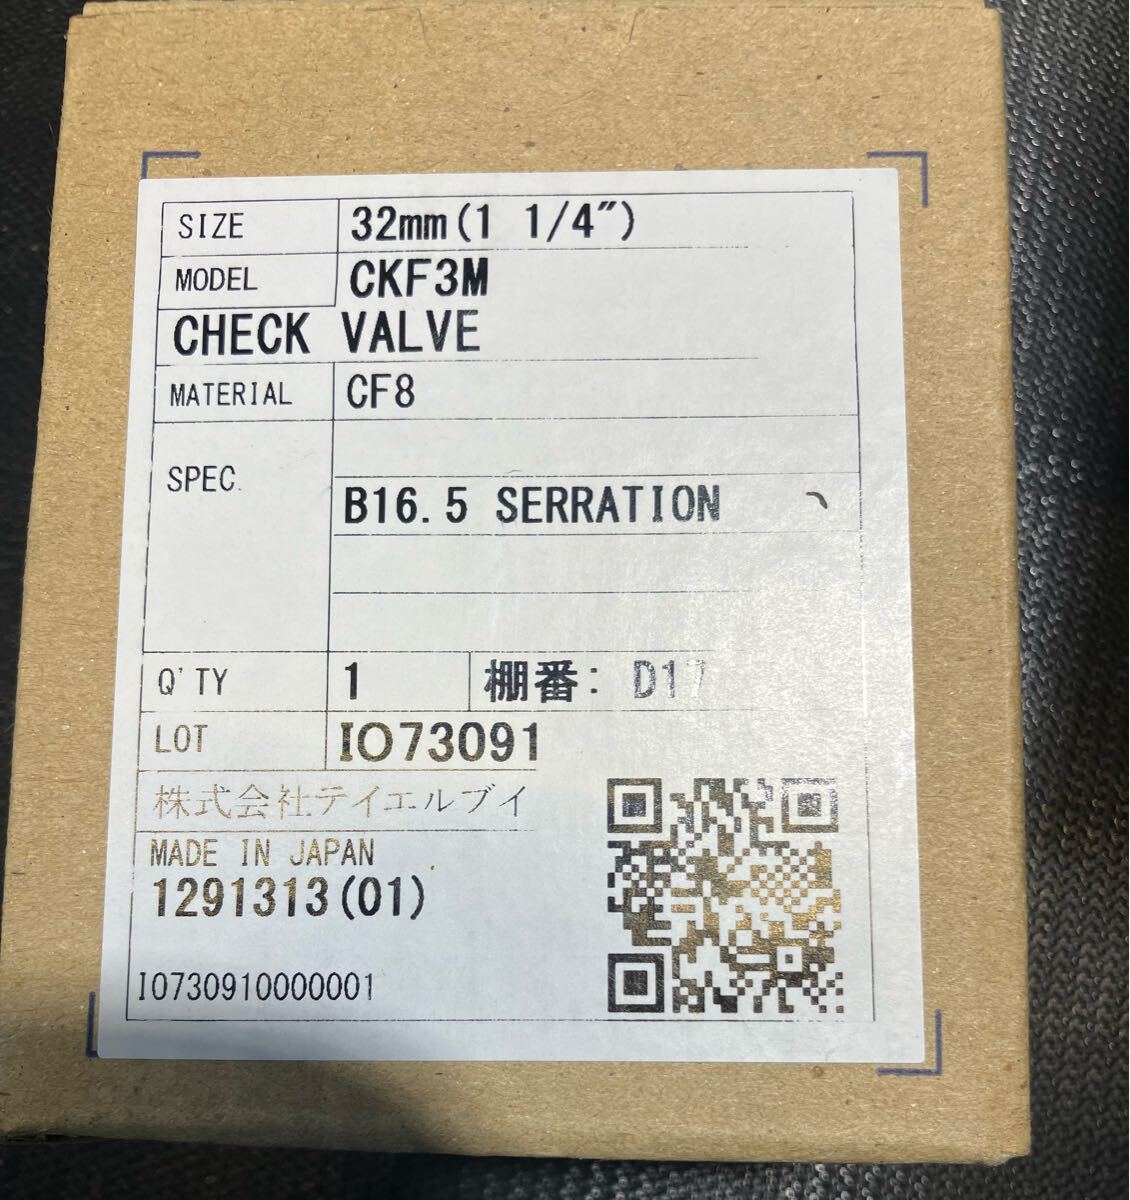 SIZE 32mm(1 1/4″)
MODEL CKF3M
CHECK VALVE
MATERIAL CF8
SPEC.
B16.5 SERRATION
Q'TY 1 棚番: D17
LOT IO73091
株式会社テイエルブイ
MADE IN JAPAN
1291313(01)
IO730910000001